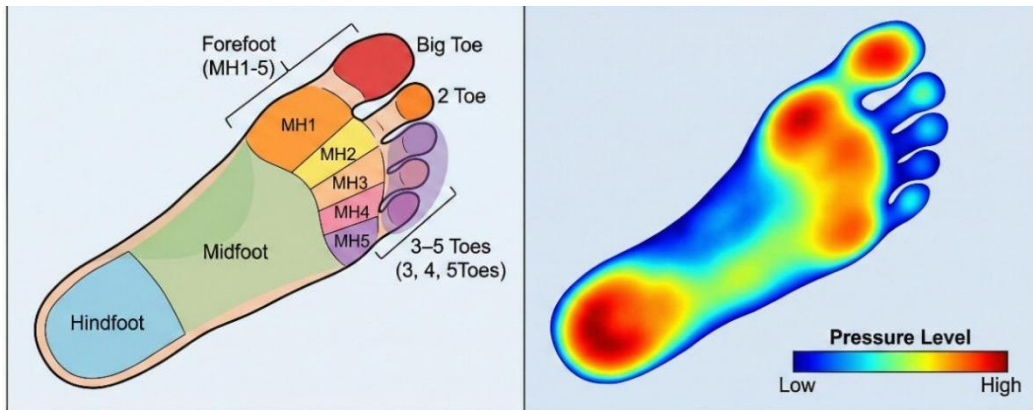 Forefoot
(MH1-5)
Big Toe
2 Toe
MH1
MH2
MH3
MH4
MH5
3–5 Toes
(3, 4, 5Toes)
Midfoot
Hindfoot
Pressure Level
Low
High